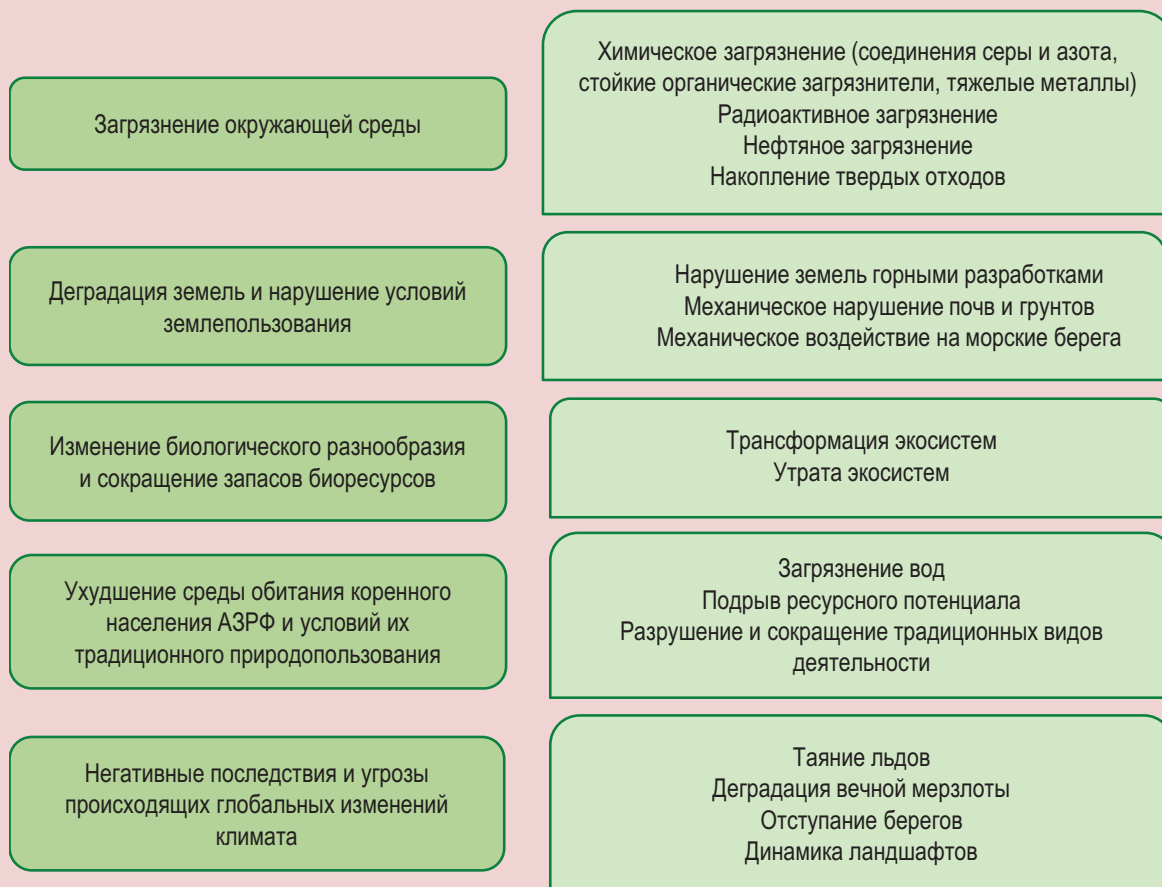 Загрязнение окружающей среды
Химическое загрязнение (соединения серы и азота,
стойкие органические загрязнители, тяжелые металлы)
Радиоактивное загрязнение
Нефтяное загрязнение
Накопление твердых отходов
Деградация земель и нарушение условий
землепользования
Нарушение земель горными разработками
Механическое нарушение почв и грунтов
Механическое воздействие на морские берега
Изменение биологического разнообразия
и сокращение запасов биоресурсов
Трансформация экосистем
Утрата экосистем
Ухудшение среды обитания коренного
населения АЗРФ и условий их
традиционного природопользования
Загрязнение вод
Подрыв ресурсного потенциала
Разрушение и сокращение традиционных видов
деятельности
Негативные последствия и угрозы
происходящих глобальных изменений
климата
Таяние льдов
Деградация вечной мерзлоты
Отступание берегов
Динамика ландшафтов